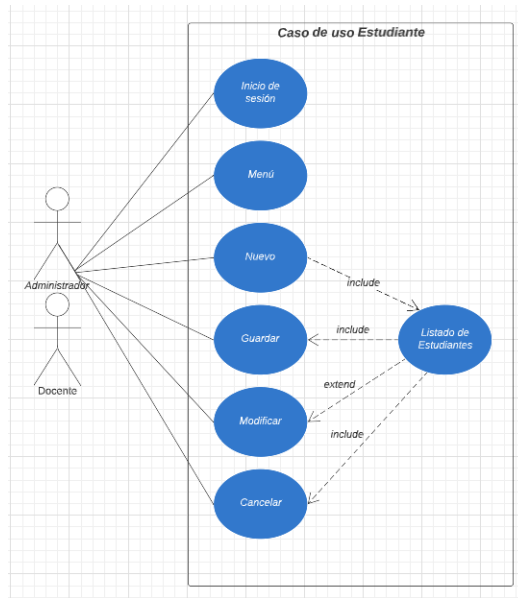 Caso de uso Estudiante
Inicio de
sesión
Menú
Nuevo
include
Administrador
include
Guardar
Listado de
Estudiantes
extend
Docente
Modificar
include
Cancelar